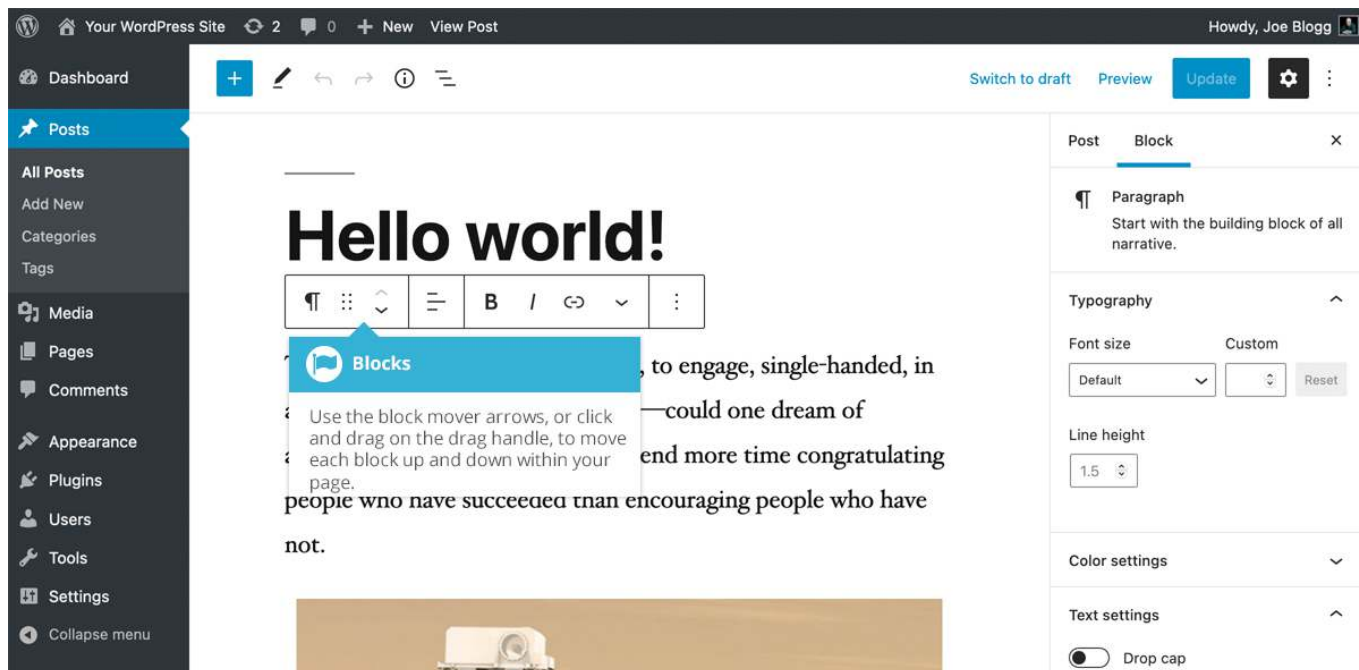 Your WordPress Site 2 0 New View Post Howdy, Joe Blogg
Dashboard
Posts
All Posts
Add New
Categories
Tags
Media
Pages
Comments
Appearance
Plugins
Users
Tools
Settings
Collapse menu
Switch to draft Preview Update
Hello world!
B I
Blocks
Use the block mover arrows, or click
and drag on the drag handle, to move
each block up and down within your
page.
, to engage, single-handed, in
—could one dream of
end more time congratulating
people who have succeeded than encouraging people who have
not.
Post Block
Paragraph
Start with the building block of all
narrative.
Typography
Font size Custom
Default Reset
Line height
1.5
Color settings
Text settings
Drop cap